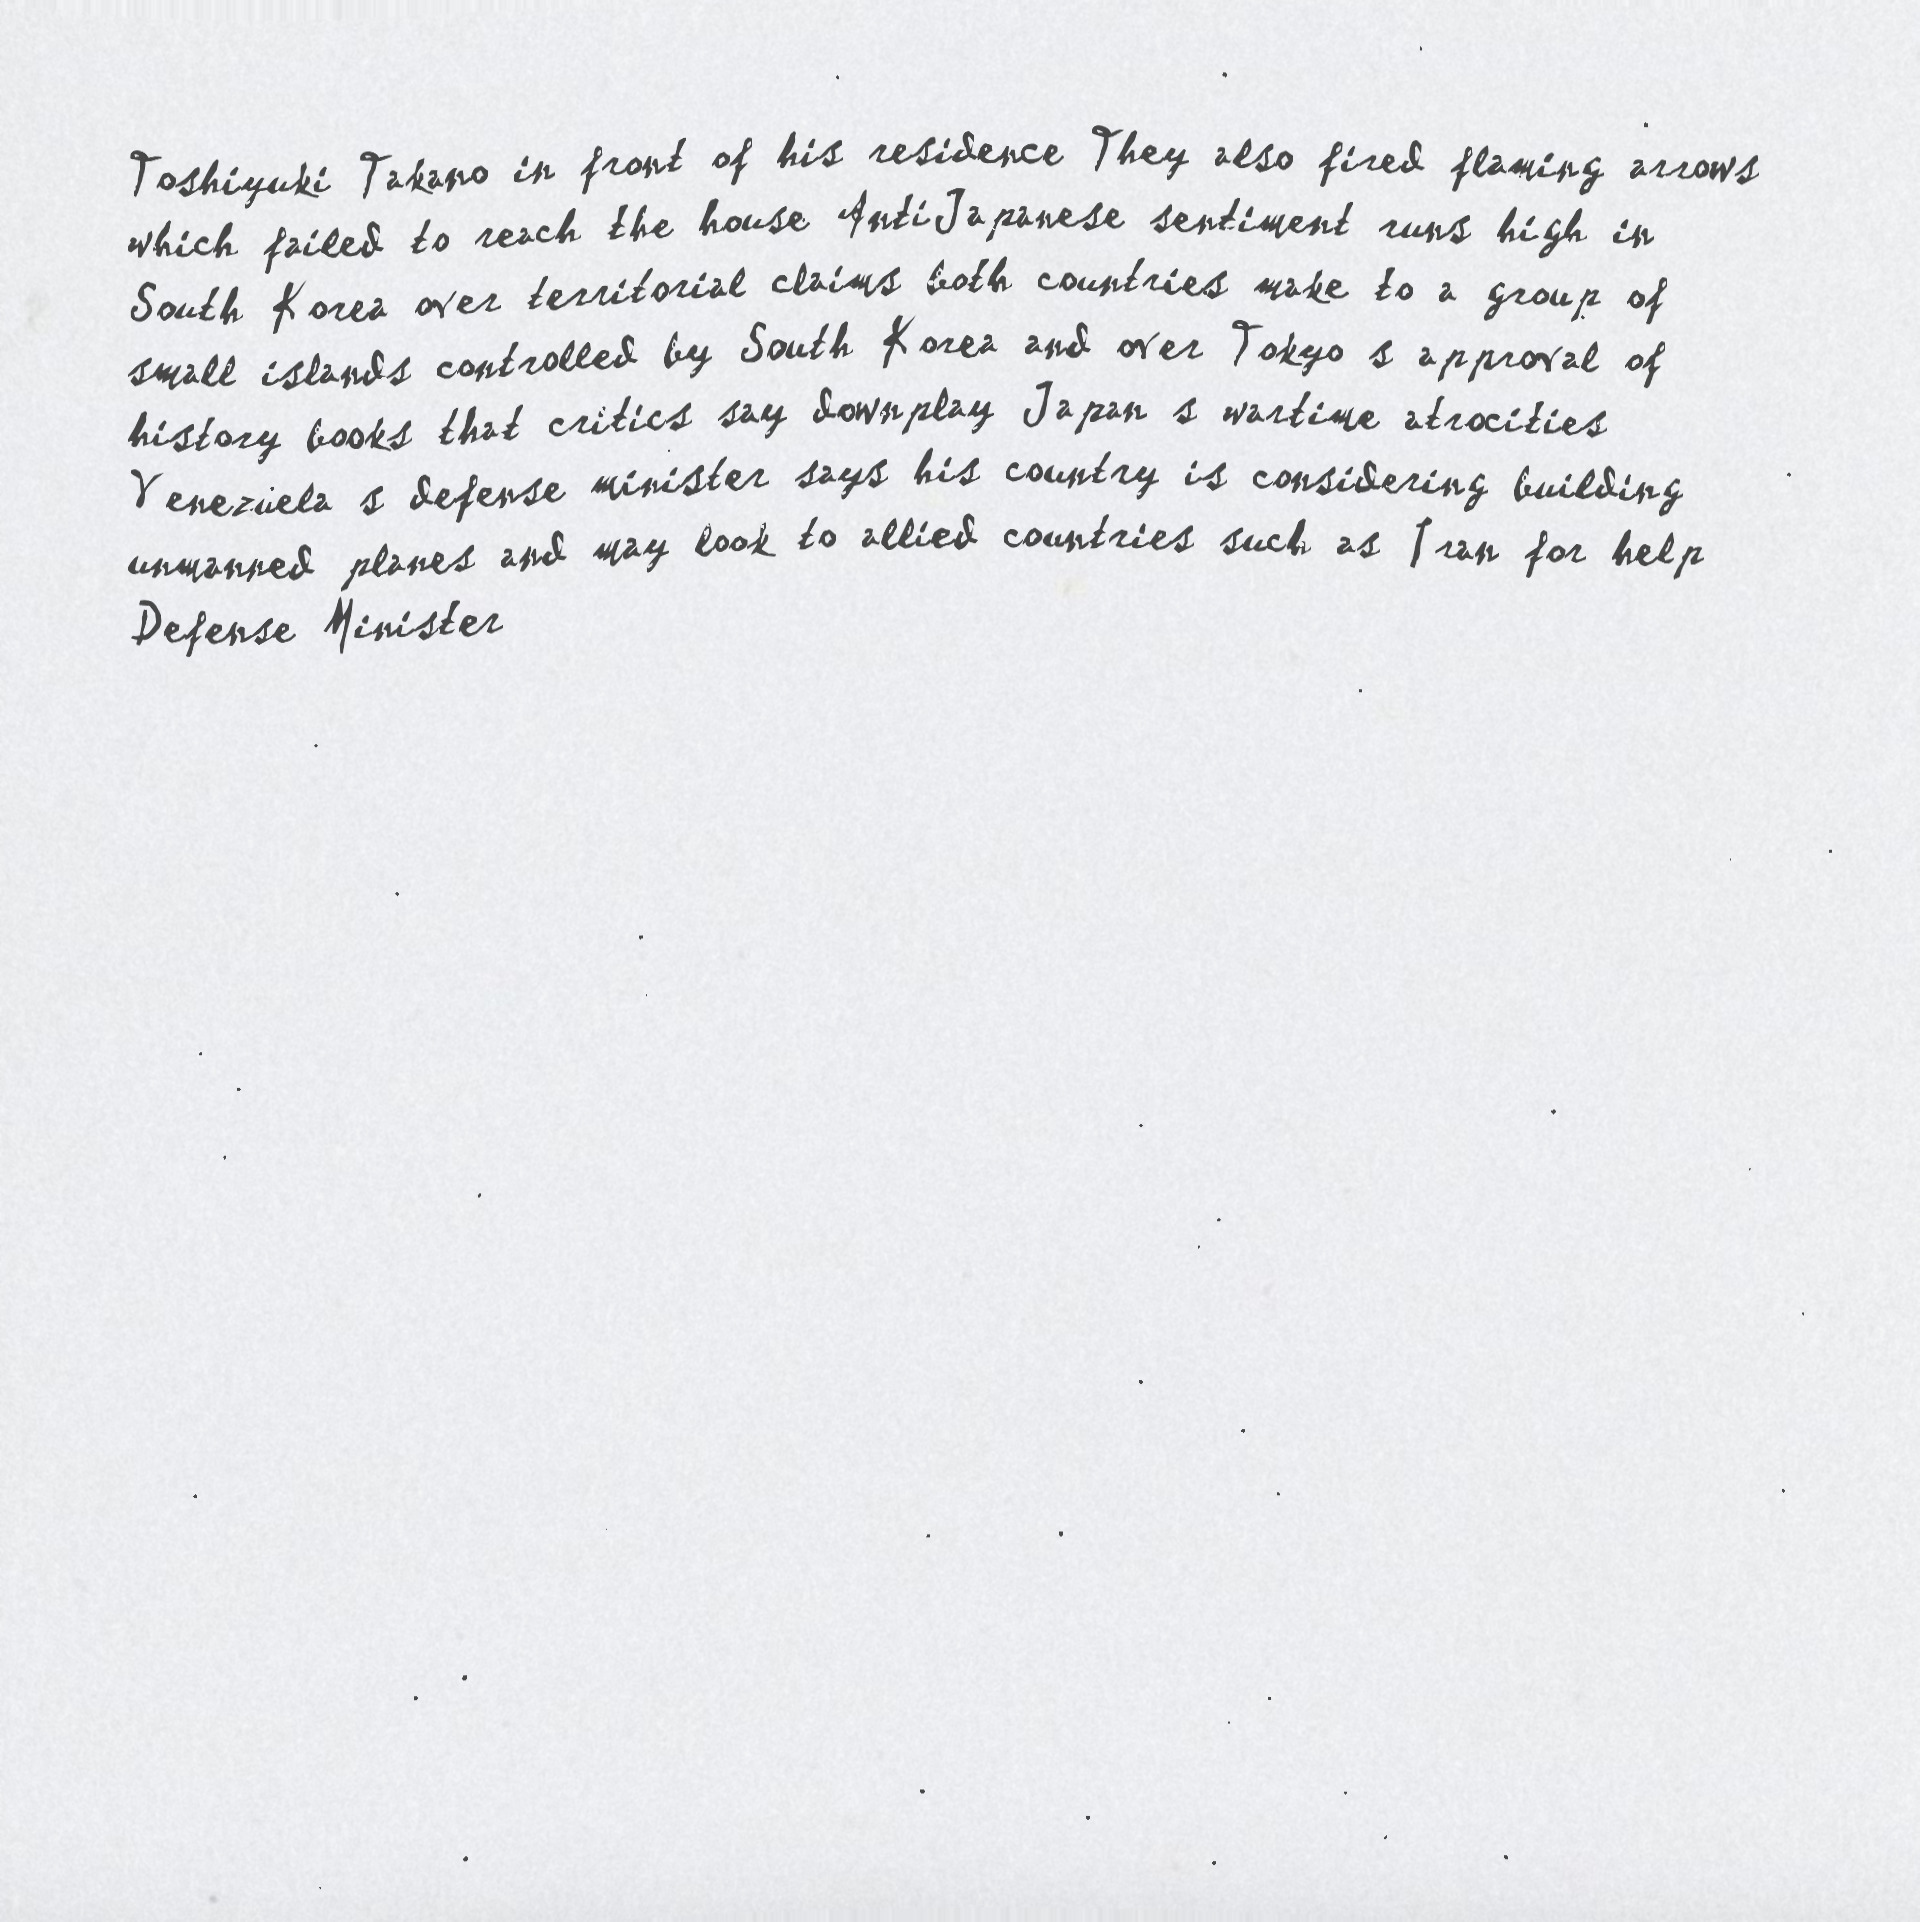 Toshiyuki Takano in front of his residence They also fired flaming arrows
which failed to reach the house AntiJapanese sentiment runs high in
South Korea over territorial claims both countries make to a group of
small islands controlled by South Korea and over Tokyo s approval of
history books that critics say downplay Japan s wartime atrocities
Venezuela s defense minister says his country is considering building
unmanned planes and may look to allied countries such as Iran for help
Defense Minister